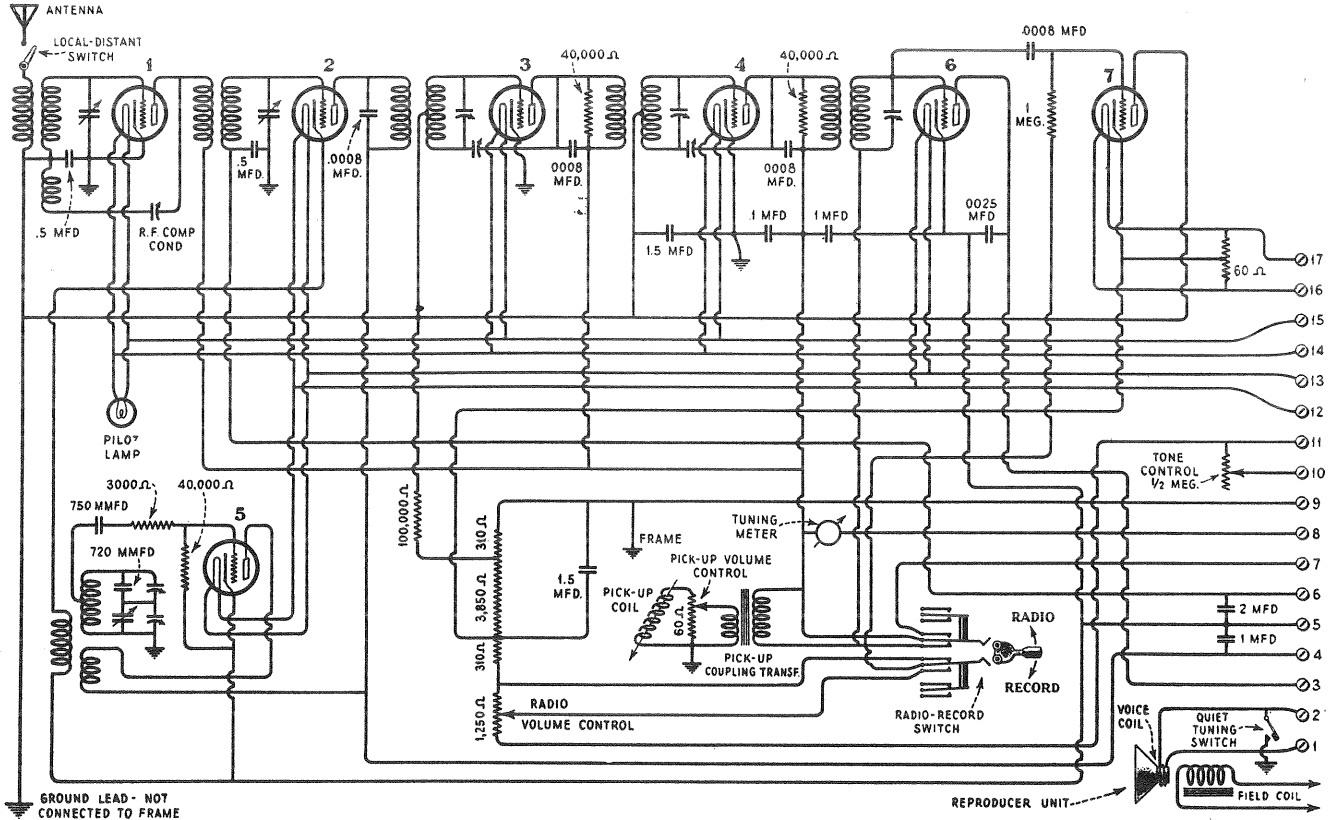 ANTENNA
LOCAL-DISTANT
SWITCH
1
2
3
40,000 Ω
4
40,000 Ω
6
.0008 MFD
7
1
MEG.
.5
MFD.
.0008
MFD.
0008
MFD.
0008
MFD.
.5 MFD
R.F. COMP
COND
1.5 MFD
.1 MFD
.1 MFD
.0025
MFD
60 Ω
17
16
15
14
13
12
11
10
9
8
7
6
5
4
3
2
1
PILOT
LAMP
TONE
CONTROL
1/2 MEG.
3000 Ω
40,000 Ω
750 MMFD
5
720 MMFD
100,000 Ω
310 Ω
3,850 Ω
310 Ω
1,250 Ω
FRAME
1.5
MFD.
TUNING
METER
PICK-UP VOLUME
CONTROL
PICK-UP
COIL
60 Ω
PICK-UP
COUPLING TRANSF.
2 MFD
1 MFD
RADIO
RECORD
RADIO-RECORD
SWITCH
RADIO
VOLUME CONTROL
VOICE
COIL
QUIET
TUNING
SWITCH
REPRODUCER UNIT
FIELD COIL
GROUND LEAD - NOT
CONNECTED TO FRAME